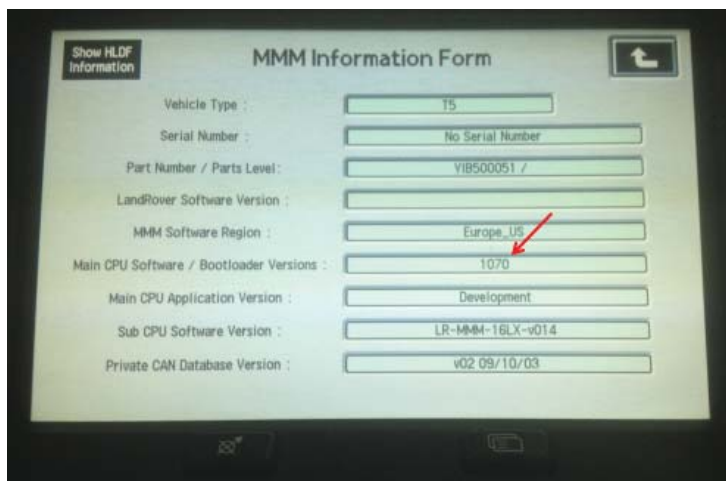 Show HLDF
Information
MMM Information Form
Vehicle Type : T5
Serial Number : No Serial Number
Part Number / Parts Level : YIB500051 /
LandRover Software Version :
MMM Software Region : Europe_US
Main CPU Software / Bootloader Versions : 1070
Main CPU Application Version : Development
Sub CPU Software Version : LR-MMM-16LX-v014
Private CAN Database Version : v02 09/10/03